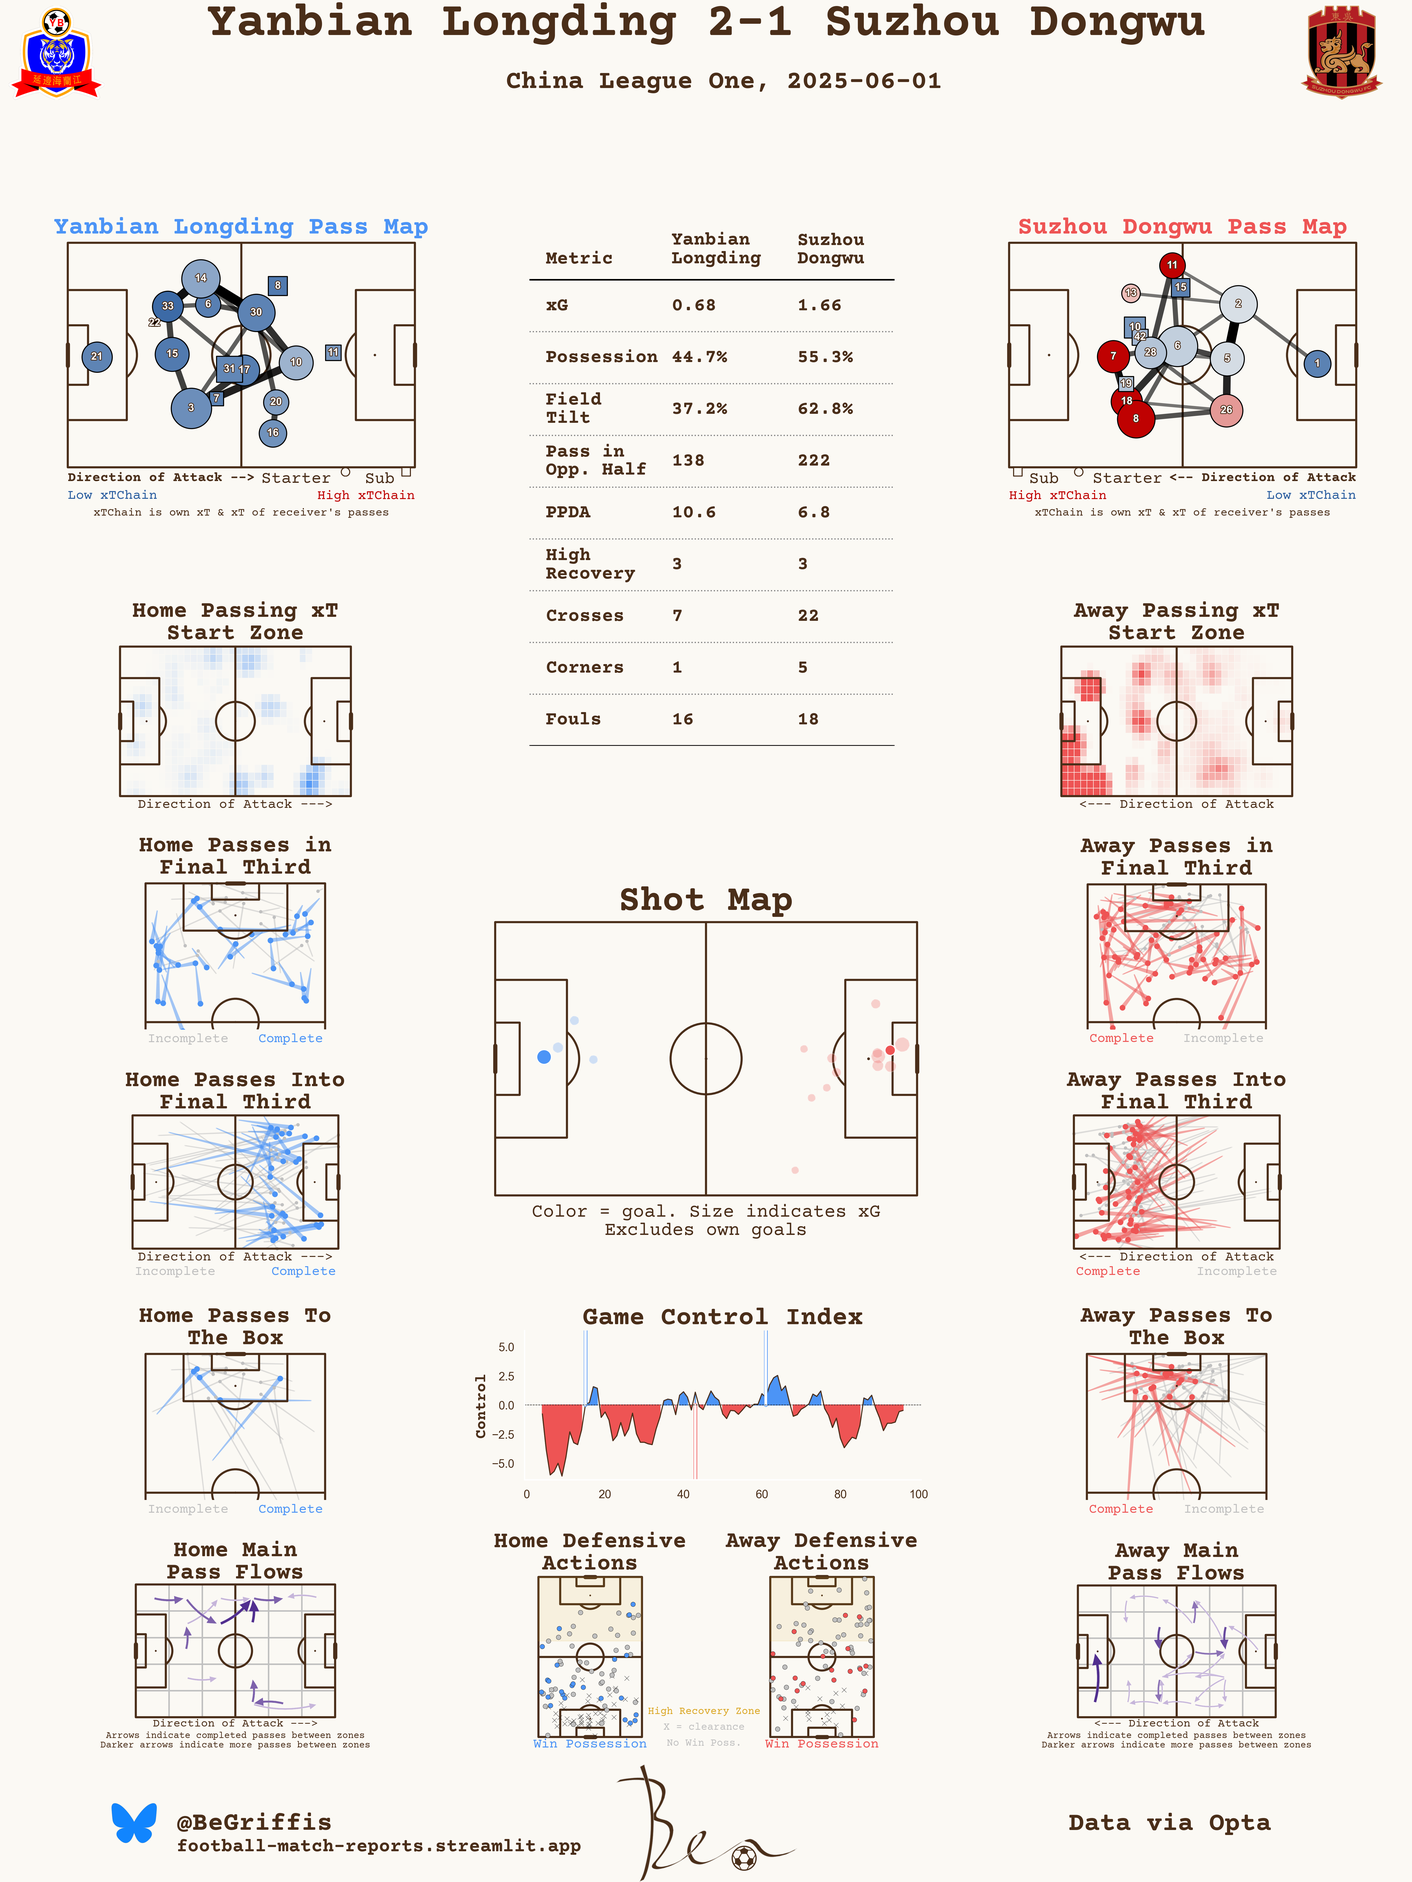 Yanbian Longding 2-1 Suzhou Dongwu
China League One, 2025-06-01
YB
延邊海蘭江
東吳
SUZHOU DONGWU FC
Yanbian Longding Pass Map
14
8
33
6
30
22
15
21
11
10
31
17
7
3
20
16
Direction of Attack --> Starter Sub
Low xTChain High xTChain
xTChain is own xT & xT of receiver's passes
Metric Yanbian Longding Suzhou Dongwu
xG 0.68 1.66
Possession 44.7% 55.3%
Field Tilt 37.2% 62.8%
Pass in Opp. Half 138 222
PPDA 10.6 6.8
High Recovery 3 3
Crosses 7 22
Corners 1 5
Fouls 16 18
Suzhou Dongwu Pass Map
11
13
15
2
10
42
6
28
7
5
1
19
18
8
26
Sub Starter <-- Direction of Attack
High xTChain Low xTChain
xTChain is own xT & xT of receiver's passes
Home Passing xT
Start Zone
Direction of Attack --->
Away Passing xT
Start Zone
<--- Direction of Attack
Home Passes in
Final Third
Incomplete Complete
Away Passes in
Final Third
Complete Incomplete
Shot Map
Color = goal. Size indicates xG
Excludes own goals
Home Passes Into
Final Third
Direction of Attack --->
Incomplete Complete
Away Passes Into
Final Third
<--- Direction of Attack
Complete Incomplete
Home Passes To
The Box
Incomplete Complete
Game Control Index
Control
5.0
2.5
0.0
−2.5
−5.0
0 20 40 60 80 100
Away Passes To
The Box
Complete Incomplete
Home Main
Pass Flows
Direction of Attack --->
Arrows indicate completed passes between zones
Darker arrows indicate more passes between zones
Home Defensive
Actions
Win Possession
High Recovery Zone
X = clearance
No Win Poss.
Away Defensive
Actions
Win Possession
Away Main
Pass Flows
<--- Direction of Attack
Arrows indicate completed passes between zones
Darker arrows indicate more passes between zones
@BeGriffis
football-match-reports.streamlit.app
Ben
Data via Opta